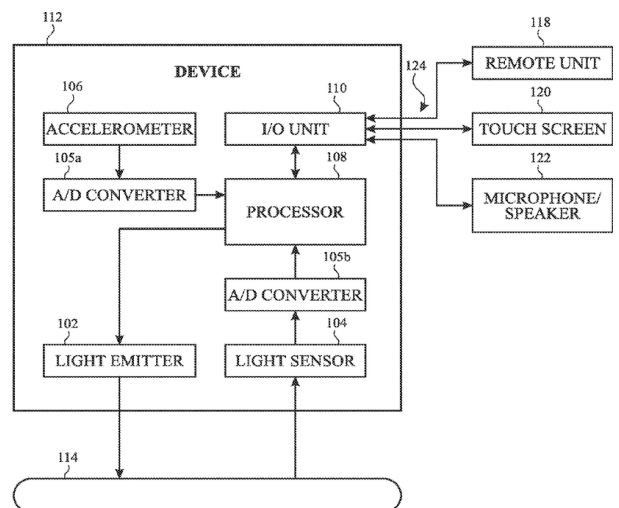 112
118
DEVICE
124
REMOTE UNIT
106
110
120
ACCELEROMETER
I/O UNIT
TOUCH SCREEN
105a
108
122
A/D CONVERTER
PROCESSOR
MICROPHONE/
SPEAKER
105b
A/D CONVERTER
102
104
LIGHT EMITTER
LIGHT SENSOR
114